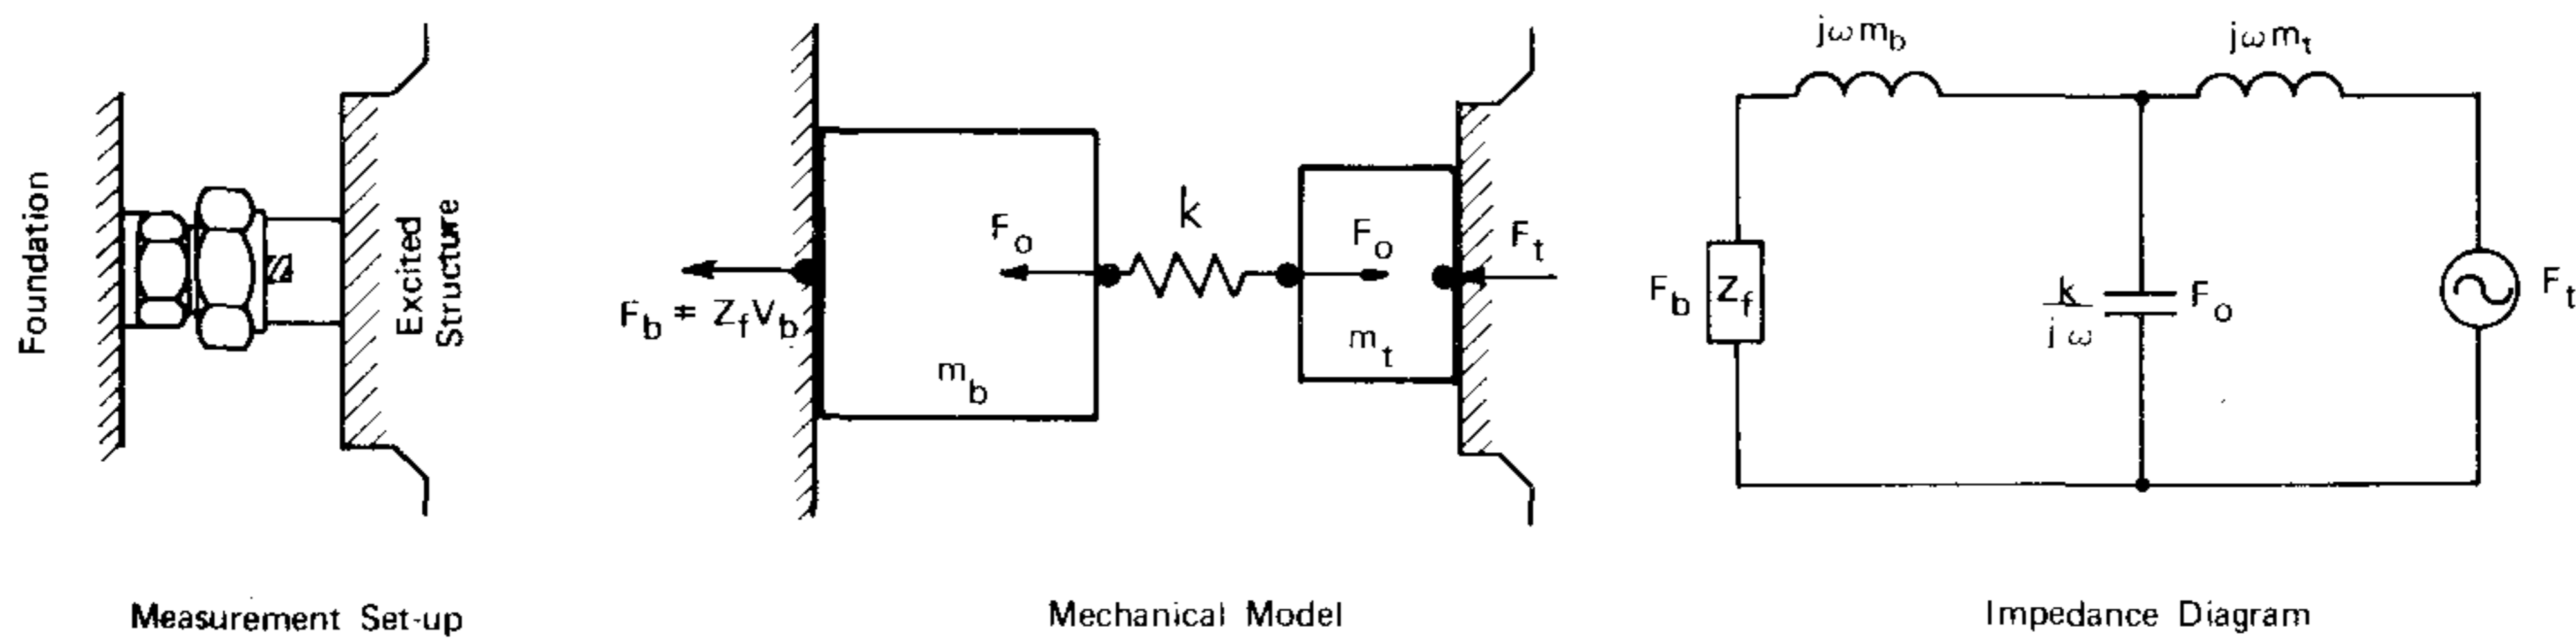 Foundation
Excited
Structure
Measurement Set-up
F_b = Z_f V_b
F_o
m_b
k
F_o
m_t
F_t
Mechanical Model
jωm_b
jωm_t
F_b
Z_f
k
jω
F_o
F_t
Impedance Diagram